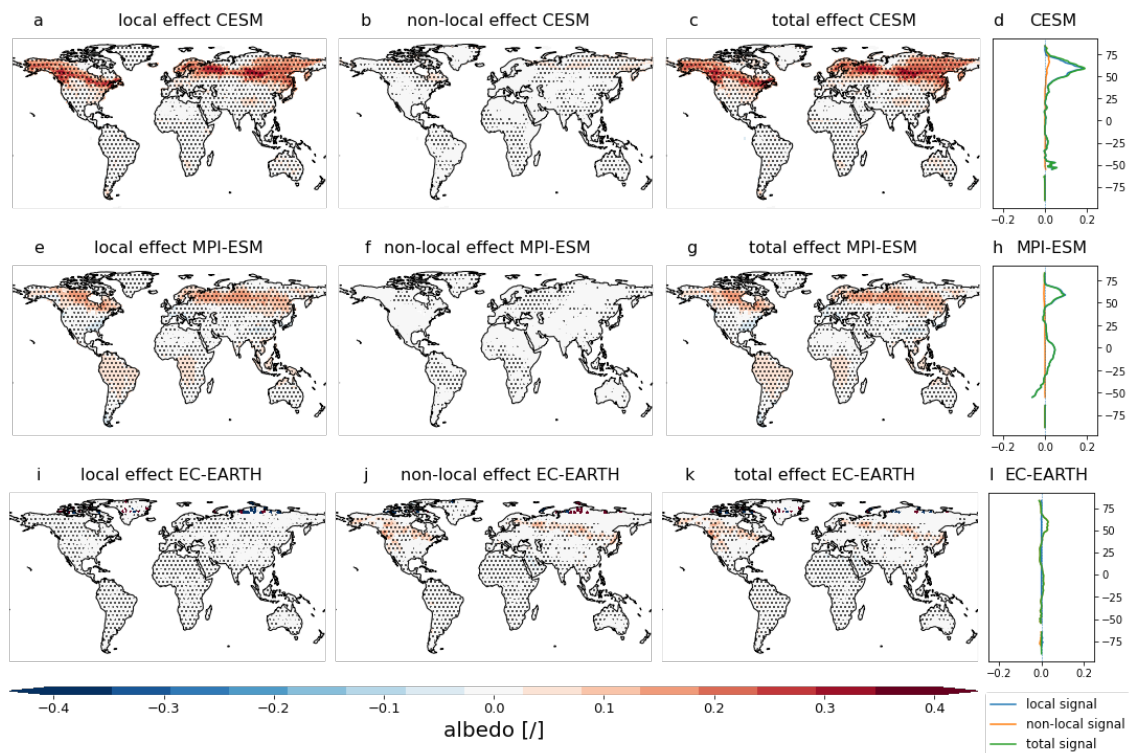 a local effect CESM b non-local effect CESM c total effect CESM d CESM
75
50
25
0
−25
−50
−75
−0.2 0.0 0.2
e local effect MPI-ESM f non-local effect MPI-ESM g total effect MPI-ESM h MPI-ESM
75
50
25
0
−25
−50
−75
−0.2 0.0 0.2
i local effect EC-EARTH j non-local effect EC-EARTH k total effect EC-EARTH l EC-EARTH
75
50
25
0
−25
−50
−75
−0.2 0.0 0.2
−0.4 −0.3 −0.2 −0.1 0.0 0.1 0.2 0.3 0.4
albedo [/]
local signal
non-local signal
total signal